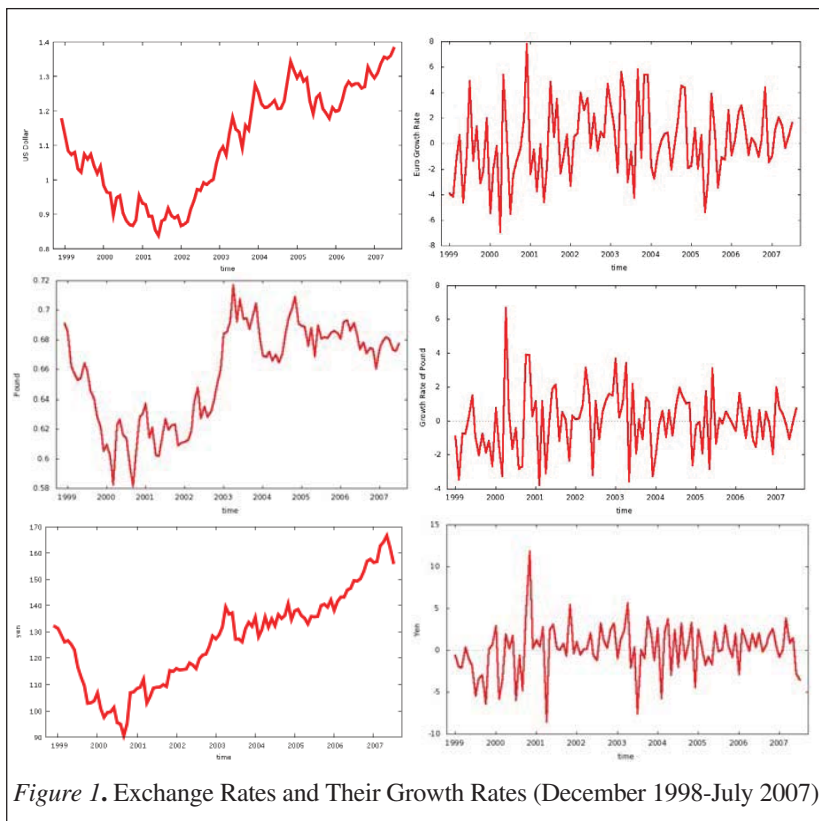 1.4
1.3
1.2
1.1
1
0.9
0.8
US Dollar
1999 2000 2001 2002 2003 2004 2005 2006 2007
time
8
6
4
2
0
-2
-4
-6
-8
Euro Growth Rate
1999 2000 2001 2002 2003 2004 2005 2006 2007
time
0.72
0.7
0.68
0.66
0.64
0.62
0.6
0.58
Pound
1999 2000 2001 2002 2003 2004 2005 2006 2007
time
8
6
4
2
0
-2
-4
Growth Rate of Pound
1999 2000 2001 2002 2003 2004 2005 2006 2007
time
170
160
150
140
130
120
110
100
90
yen
1999 2000 2001 2002 2003 2004 2005 2006 2007
time
15
10
5
0
-5
-10
Yen
1999 2000 2001 2002 2003 2004 2005 2006 2007
time
Figure 1. Exchange Rates and Their Growth Rates (December 1998-July 2007)